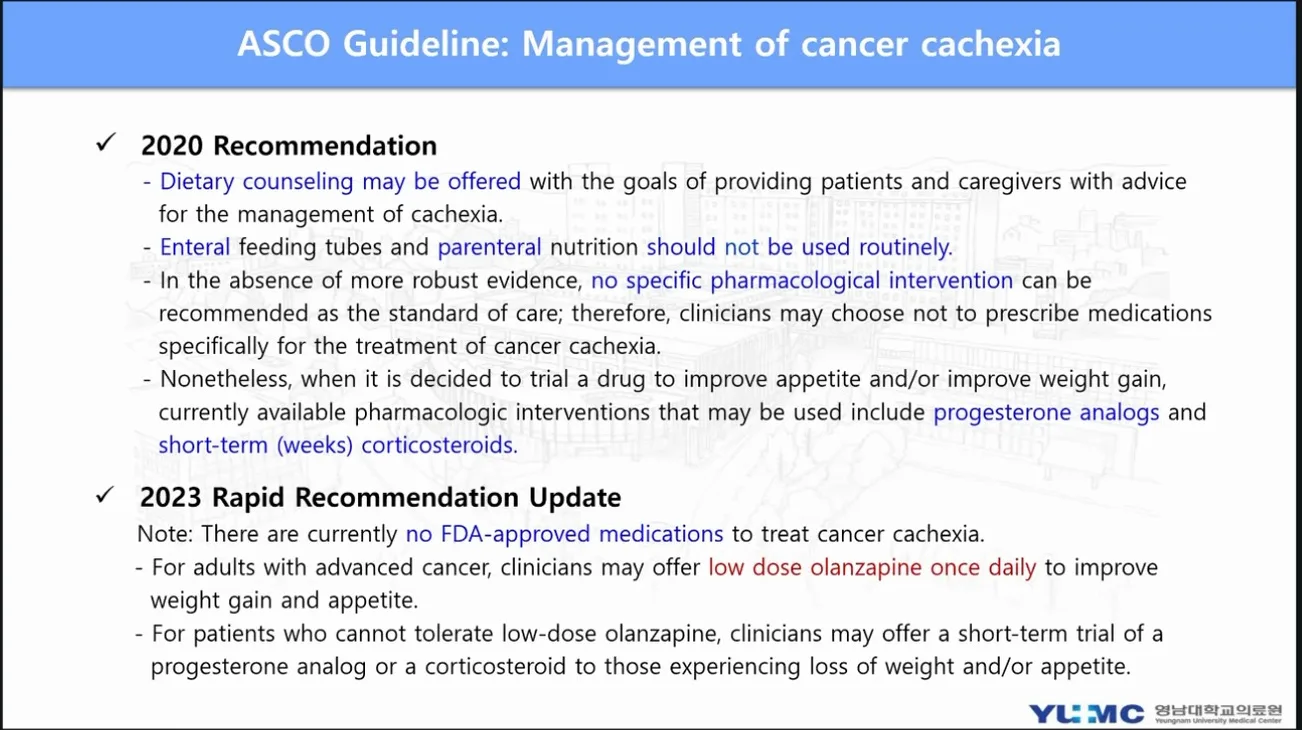 ASCO Guideline: Management of cancer cachexia
✓ 2020 Recommendation
- Dietary counseling may be offered with the goals of providing patients and caregivers with advice
for the management of cachexia.
- Enteral feeding tubes and parenteral nutrition should not be used routinely.
- In the absence of more robust evidence, no specific pharmacological intervention can be
recommended as the standard of care; therefore, clinicians may choose not to prescribe medications
specifically for the treatment of cancer cachexia.
- Nonetheless, when it is decided to trial a drug to improve appetite and/or improve weight gain,
currently available pharmacologic interventions that may be used include progesterone analogs and
short-term (weeks) corticosteroids.
✓ 2023 Rapid Recommendation Update
Note: There are currently no FDA-approved medications to treat cancer cachexia.
- For adults with advanced cancer, clinicians may offer low dose olanzapine once daily to improve
weight gain and appetite.
- For patients who cannot tolerate low-dose olanzapine, clinicians may offer a short-term trial of a
progesterone analog or a corticosteroid to those experiencing loss of weight and/or appetite.
YUMC 영남대학교의료원
Yeungnam University Medical Center